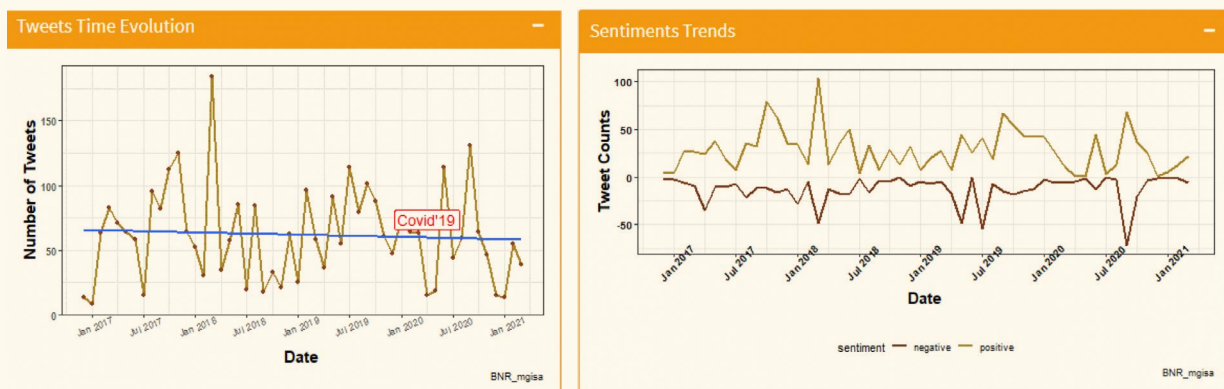 Tweets Time Evolution
Number of Tweets
150
100
50
0
Covid'19
Jan 2017
Jul 2017
Jan 2018
Jul 2018
Jan 2019
Jul 2019
Jan 2020
Jul 2020
Jan 2021
Date
BNR_mgisa
Sentiments Trends
Tweet Counts
100
50
0
-50
Jan 2017
Jul 2017
Jan 2018
Jul 2018
Jan 2019
Jul 2019
Jan 2020
Jul 2020
Jan 2021
Date
sentiment negative positive
BNR_mgisa